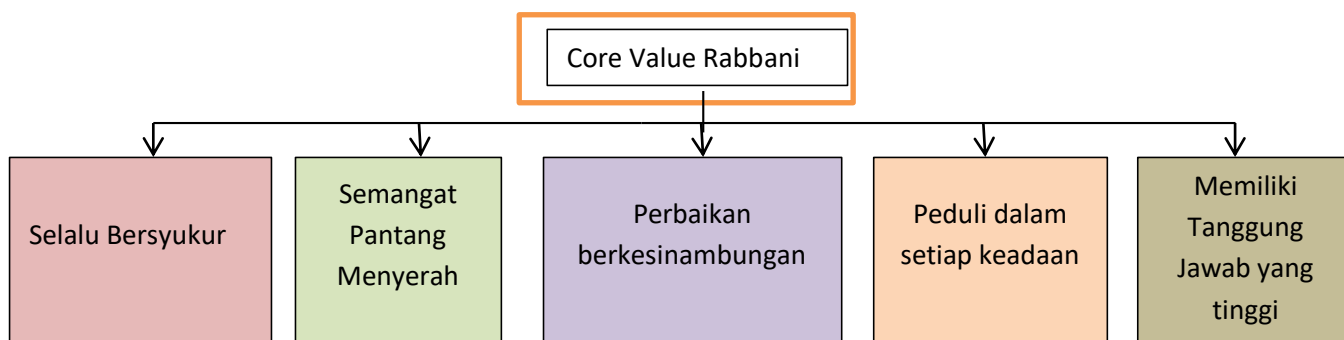 Core Value Rabbani
Selalu Bersyukur
Semangat
Pantang
Menyerah
Perbaikan
berkesinambungan
Peduli dalam
setiap keadaan
Memiliki
Tanggung
Jawab yang
tinggi